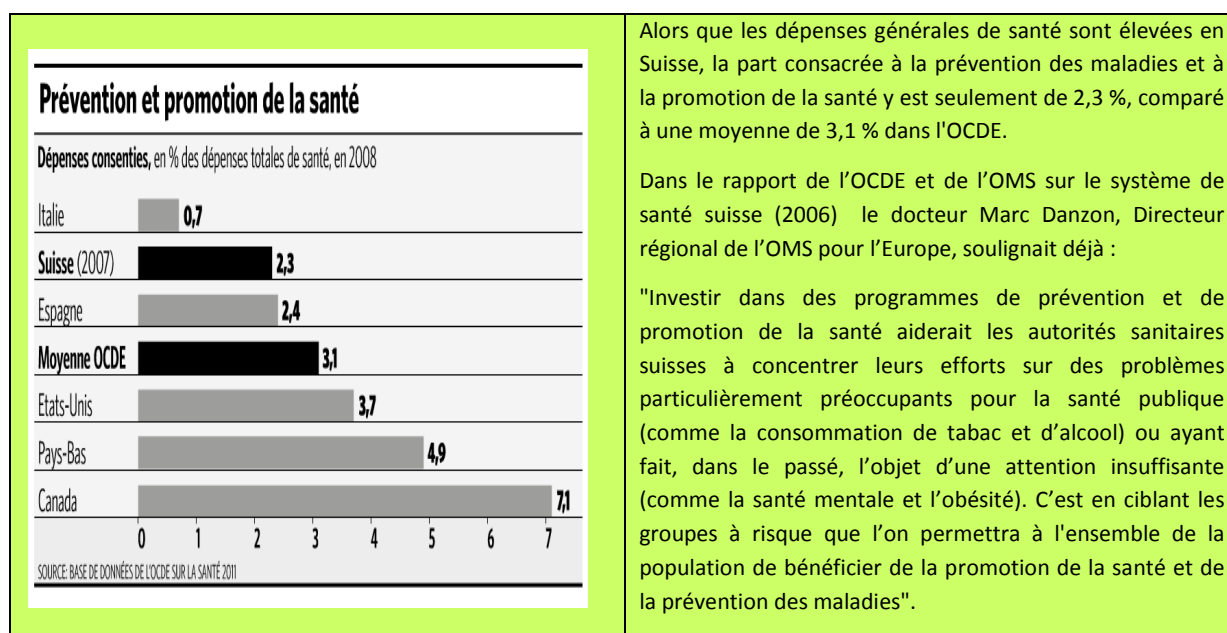 Prévention et promotion de la santé
Dépenses consenties, en % des dépenses totales de santé, en 2008
Italie 0,7
Suisse (2007) 2,3
Espagne 2,4
Moyenne OCDE 3,1
Etats-Unis 3,7
Pays-Bas 4,9
Canada 7,1
0 1 2 3 4 5 6 7
SOURCE: BASE DE DONNÉES DE L'OCDE SUR LA SANTÉ 2011
Alors que les dépenses générales de santé sont élevées en
Suisse, la part consacrée à la prévention des maladies et à
la promotion de la santé y est seulement de 2,3 %, comparé
à une moyenne de 3,1 % dans l'OCDE.
Dans le rapport de l’OCDE et de l’OMS sur le système de
santé suisse (2006) le docteur Marc Danzon, Directeur
régional de l’OMS pour l’Europe, soulignait déjà :
"Investir dans des programmes de prévention et de
promotion de la santé aiderait les autorités sanitaires
suisses à concentrer leurs efforts sur des problèmes
particulièrement préoccupants pour la santé publique
(comme la consommation de tabac et d’alcool) ou ayant
fait, dans le passé, l’objet d’une attention insuffisante
(comme la santé mentale et l’obésité). C’est en ciblant les
groupes à risque que l’on permettra à l'ensemble de la
population de bénéficier de la promotion de la santé et de
la prévention des maladies".